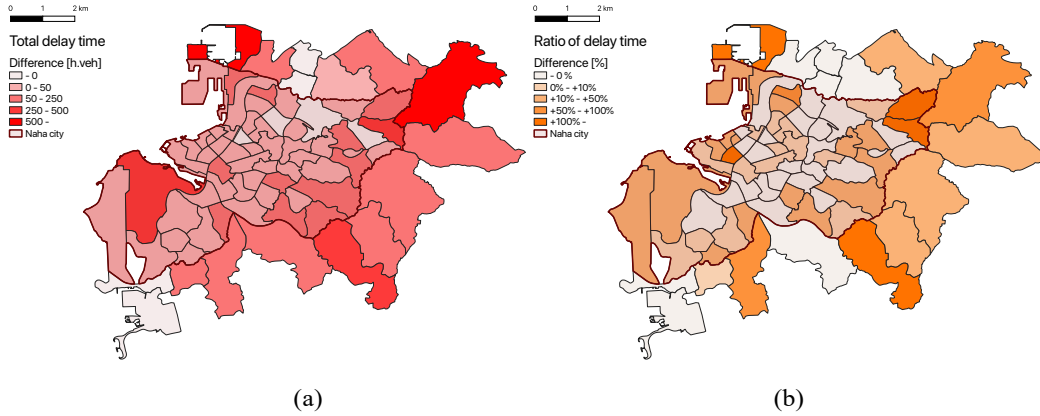 0 1 2 km
Total delay time
Difference [h.veh]
- 0
0 - 50
50 - 250
250 - 500
500 -
Naha city
(a)
0 1 2 km
Ratio of delay time
Difference [%]
- 0 %
0% - +10%
+10% - +50%
+50% - +100%
+100% -
Naha city
(b)